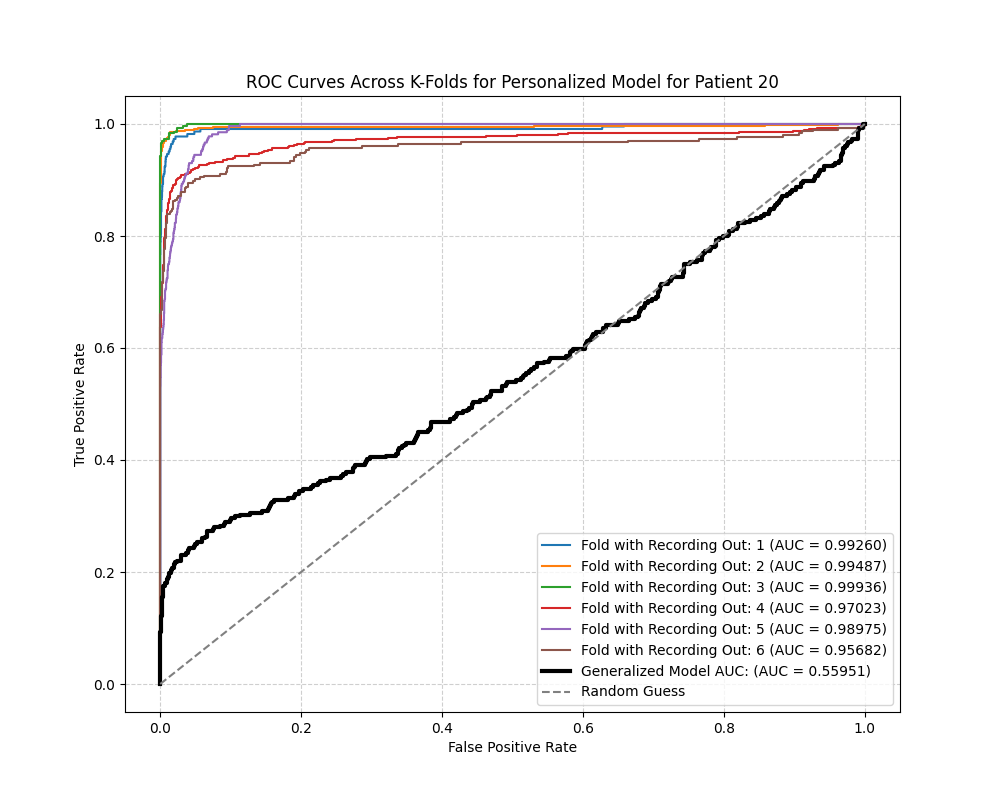 ROC Curves Across K-Folds for Personalized Model for Patient 20
True Positive Rate
1.0
0.8
0.6
0.4
0.2
0.0
0.0 0.2 0.4 0.6 0.8 1.0
False Positive Rate
Fold with Recording Out: 1 (AUC = 0.99260)
Fold with Recording Out: 2 (AUC = 0.99487)
Fold with Recording Out: 3 (AUC = 0.99936)
Fold with Recording Out: 4 (AUC = 0.97023)
Fold with Recording Out: 5 (AUC = 0.98975)
Fold with Recording Out: 6 (AUC = 0.95682)
Generalized Model AUC: (AUC = 0.55951)
Random Guess